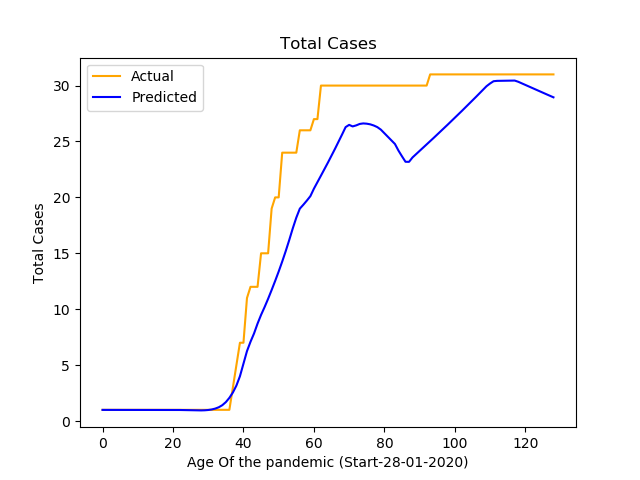 Total Cases
Actual
Predicted
30
25
20
15
10
5
0
Total Cases
0 20 40 60 80 100 120
Age Of the pandemic (Start-28-01-2020)